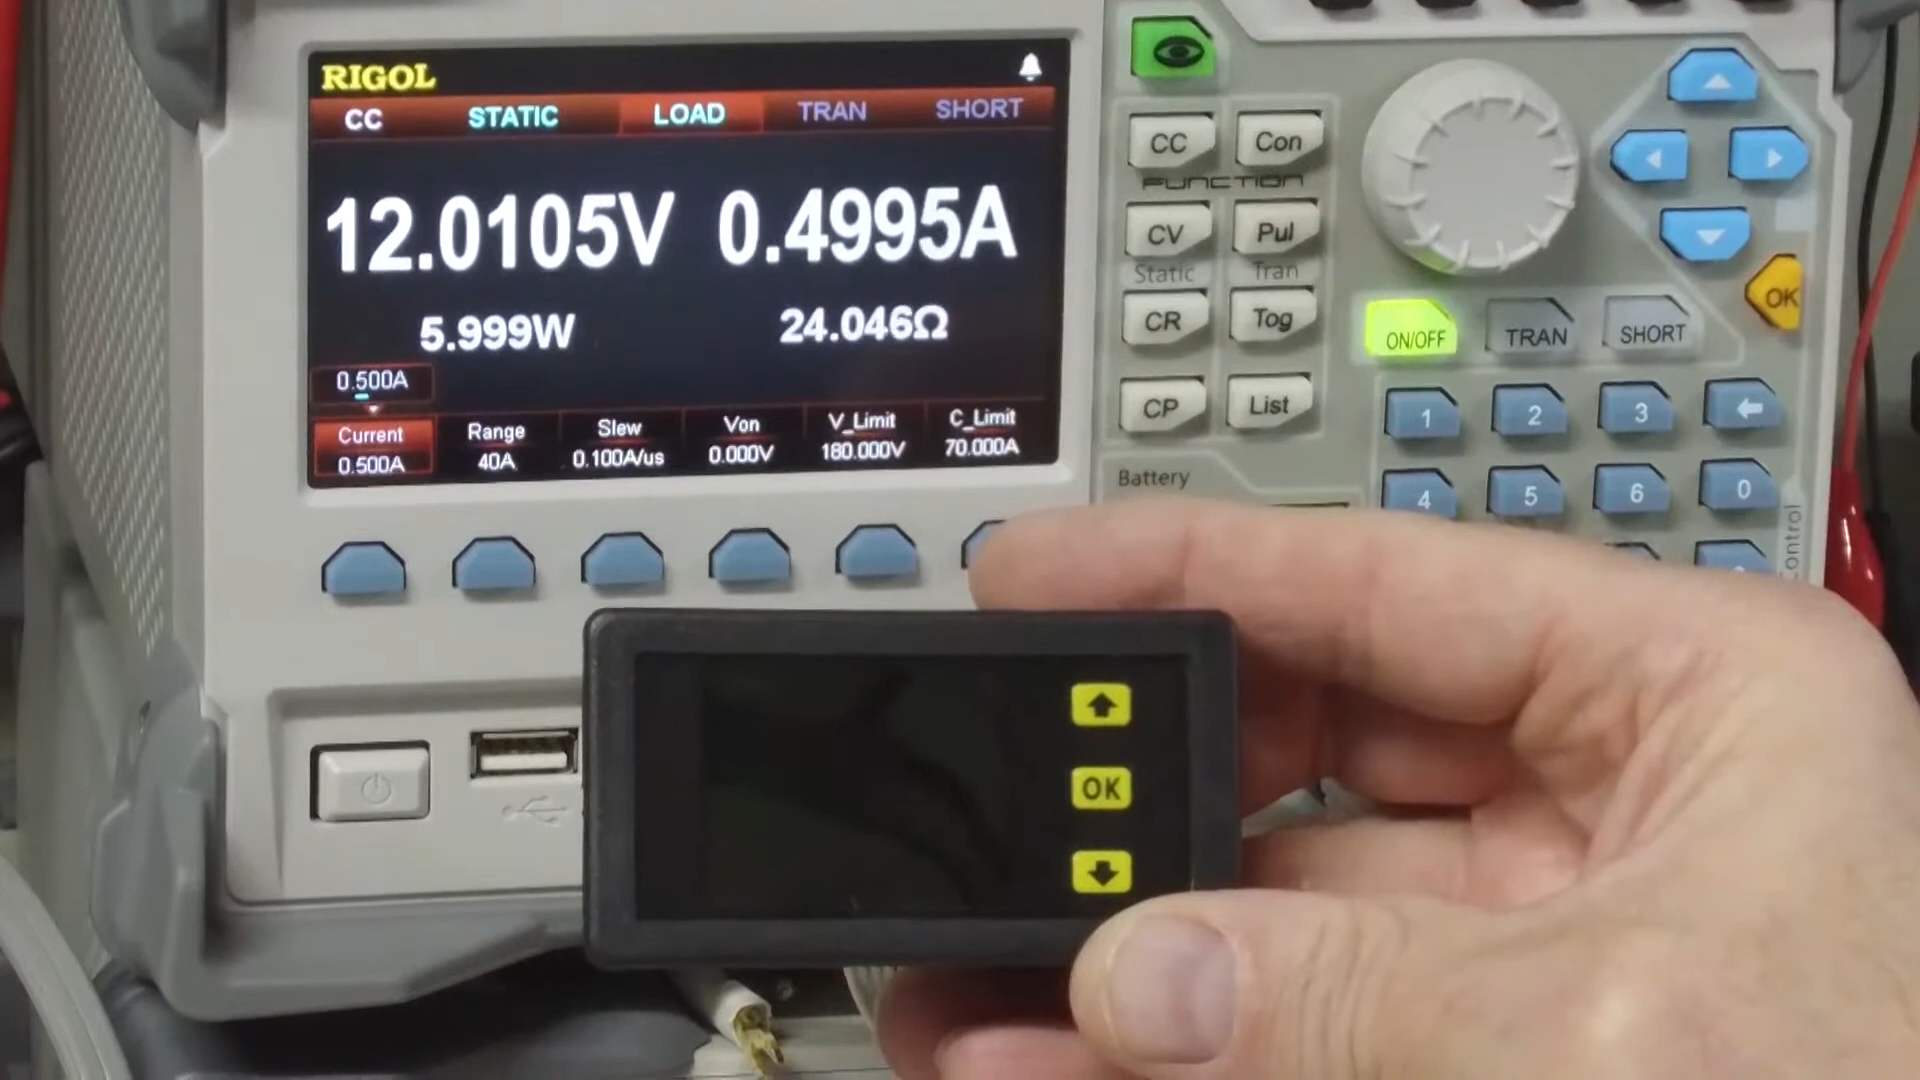 RIGOL
CC STATIC LOAD TRAN SHORT
12.0105V 0.4995A
5.999W 24.046Ω
0.500A
Current Range Slew Von V_Limit C_Limit
0.500A 40A 0.100A/us 0.000V 180.000V 70.000A
CC Con
FUNCTION
CV Pul
Static Tran
CR Tog
CP List
Battery
OK
ON/OFF TRAN SHORT
1 2 3
4 5 6 0
OK